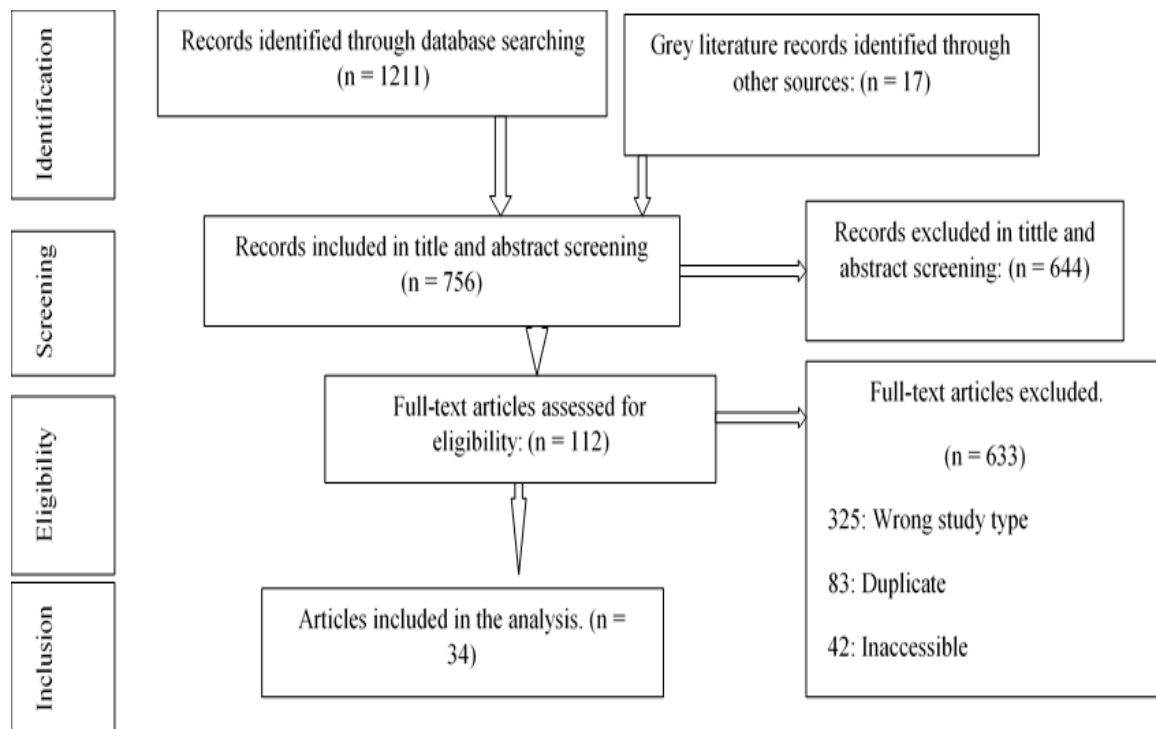 Identification
Records identified through database searching
(n = 1211)
Grey literature records identified through
other sources: (n = 17)
Screening
Records included in title and abstract screening
(n = 756)
Records excluded in tittle and
abstract screening: (n = 644)
Eligibility
Full-text articles assessed for
eligibility: (n = 112)
Full-text articles excluded.
(n = 633)
325: Wrong study type
83: Duplicate
42: Inaccessible
Inclusion
Articles included in the analysis. (n =
34)